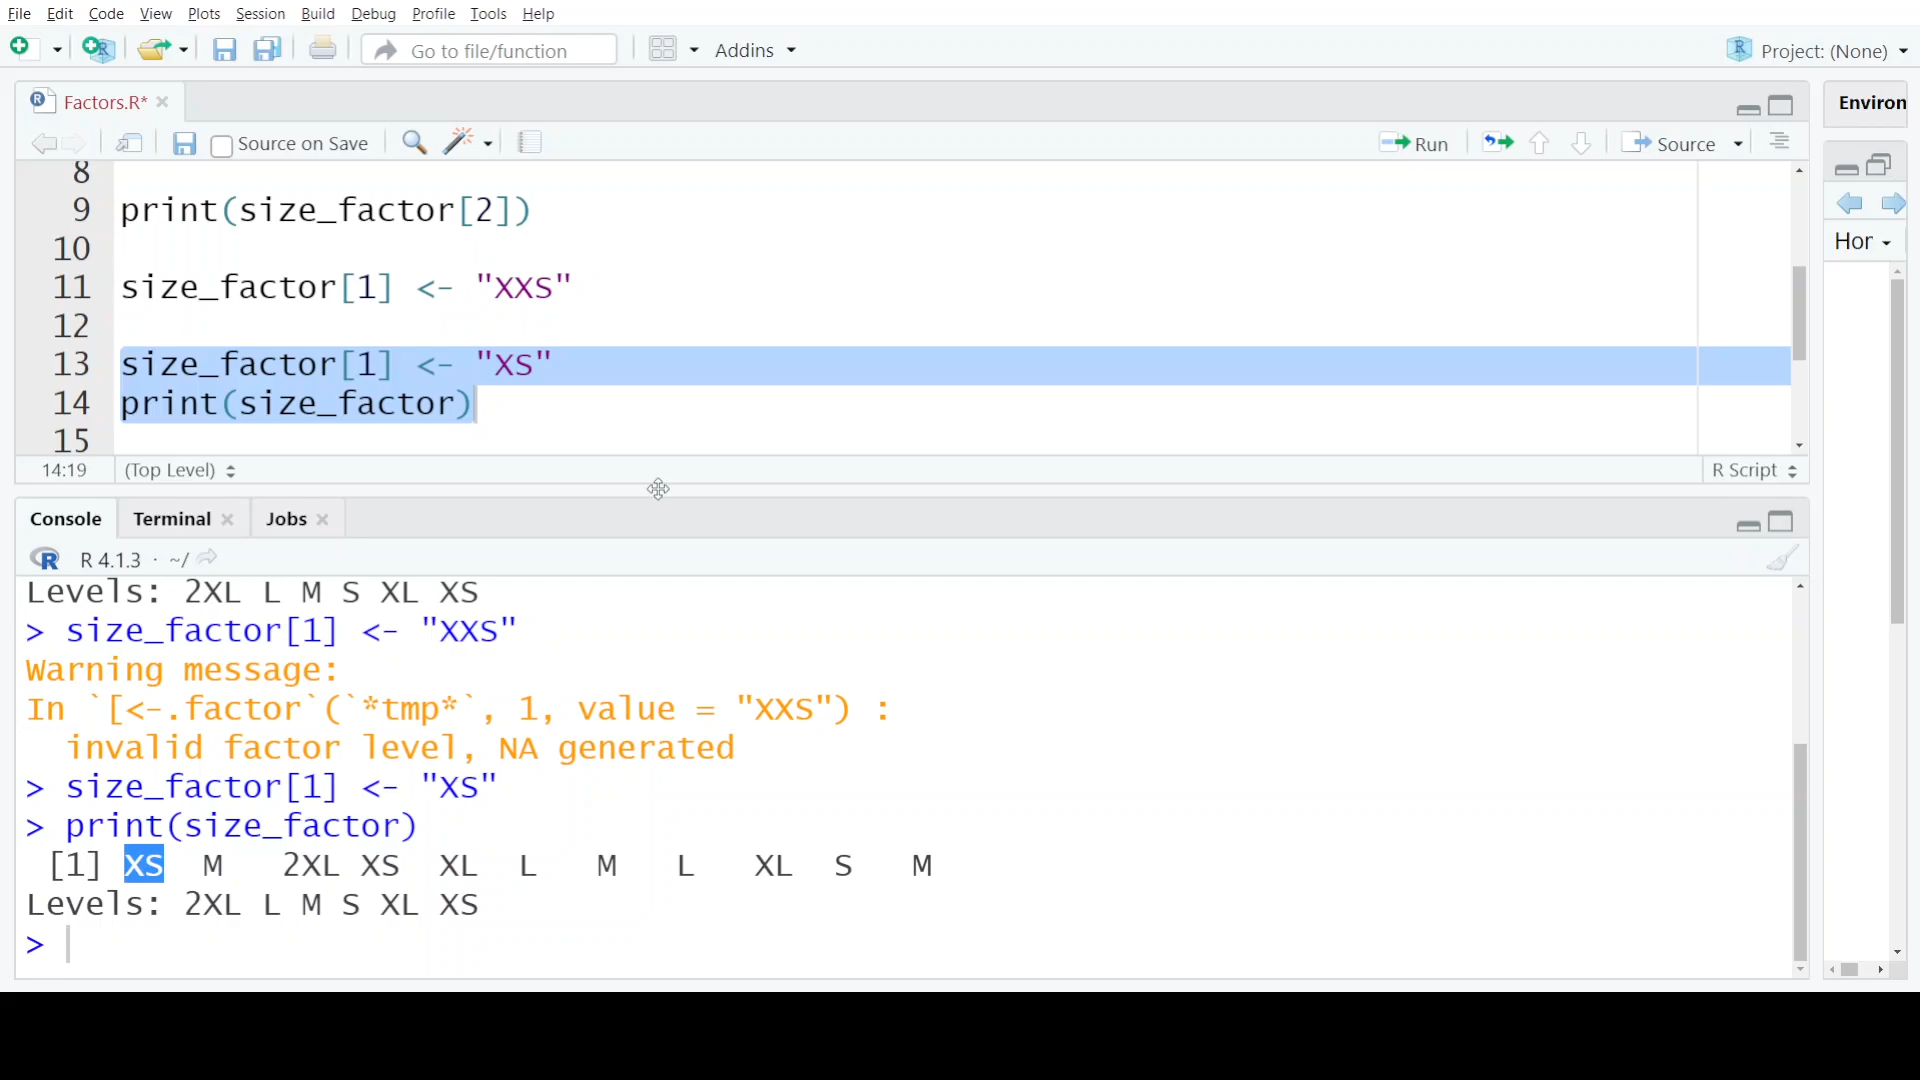 File Edit Code View Plots Session Build Debug Profile Tools Help
Go to file/function Addins Project: (None)
Factors.R* Environ
Source on Save Run Source
8
9 print(size_factor[2])
10
11 size_factor[1] <- "XXS"
12
13 size_factor[1] <- "XS"
14 print(size_factor)
15
14:19 (Top Level) R Script
Hor
Console Terminal Jobs
R 4.1.3 · ~/
Levels: 2XL L M S XL XS
> size_factor[1] <- "XXS"
Warning message:
In `[<-.factor`(`*tmp*`, 1, value = "XXS") :
  invalid factor level, NA generated
> size_factor[1] <- "XS"
> print(size_factor)
 [1] XS  M   2XL XS  XL  L   M   L   XL  S   M
Levels: 2XL L M S XL XS
>